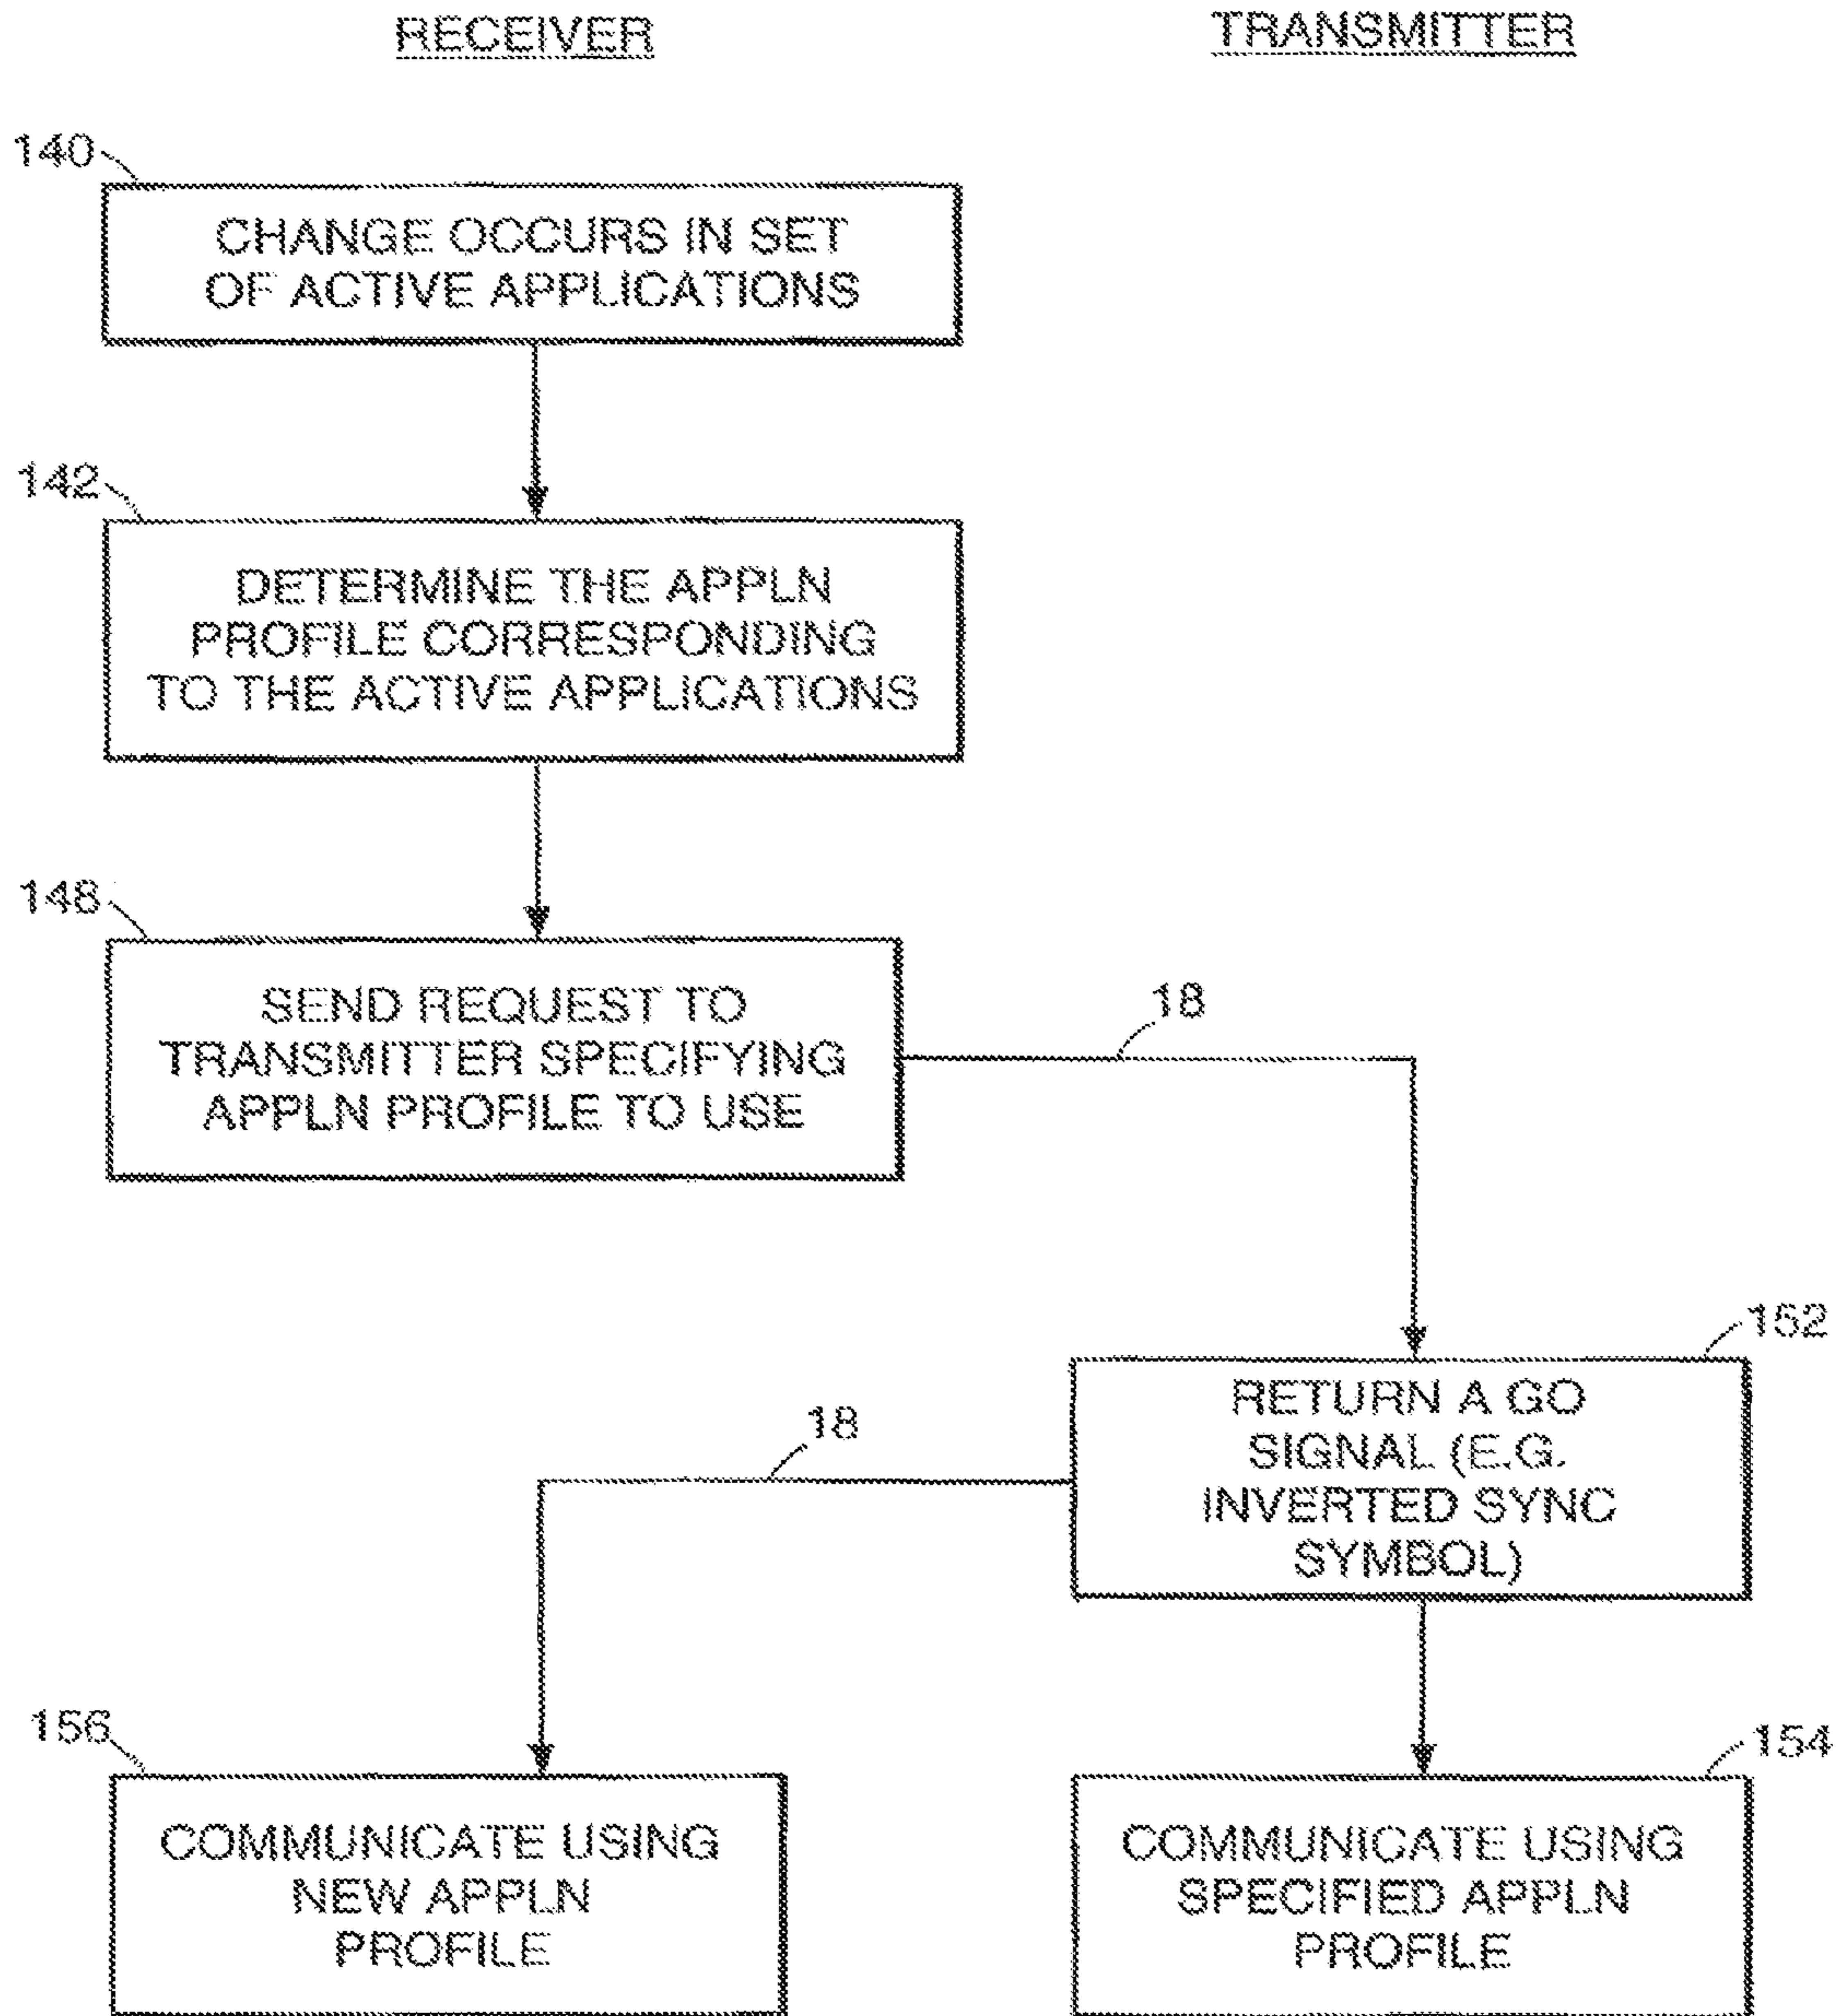 RECEIVER
TRANSMITTER
140
CHANGE OCCURS IN SET
OF ACTIVE APPLICATIONS
142
DETERMINE THE APPLN
PROFILE CORRESPONDING
TO THE ACTIVE APPLICATIONS
148
SEND REQUEST TO
TRANSMITTER SPECIFYING
APPLN PROFILE TO USE
18
152
RETURN A GO
SIGNAL (E.G.
INVERTED SYNC
SYMBOL)
18
156
COMMUNICATE USING
NEW APPLN
PROFILE
154
COMMUNICATE USING
SPECIFIED APPLN
PROFILE